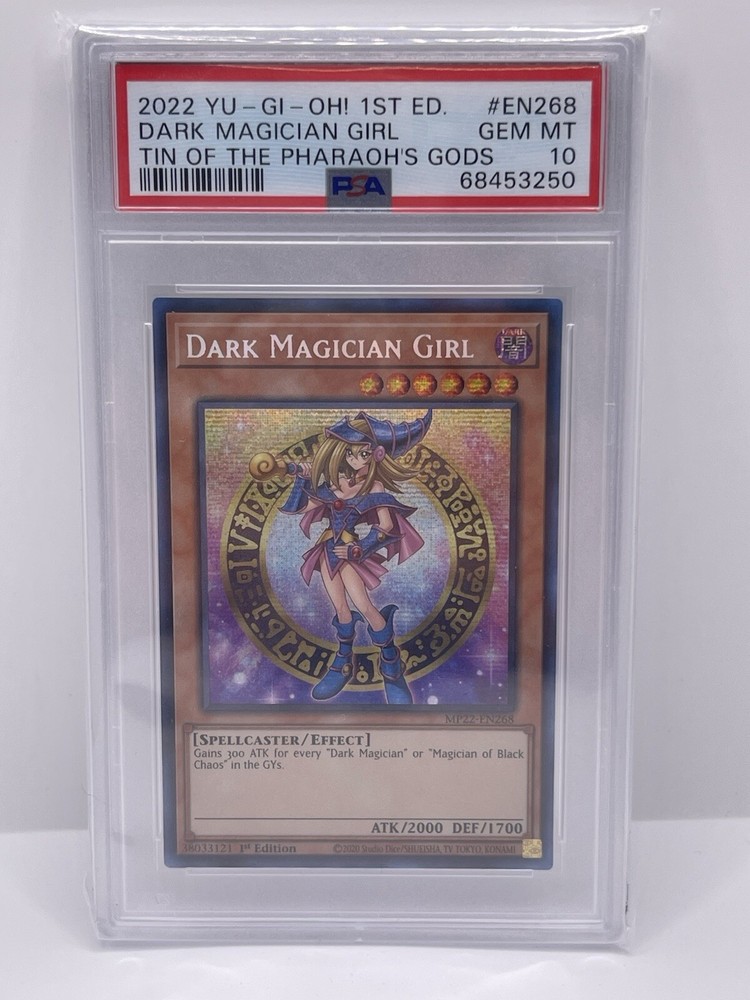 2022 YU-GI-OH! 1ST ED. #EN268
DARK MAGICIAN GIRL GEM MT
TIN OF THE PHARAOH'S GODS 10
PSA 68453250
DARK MAGICIAN GIRL
DARK
闇
MP22-EN268
[SPELLCASTER/EFFECT]
Gains 300 ATK for every "Dark Magician" or "Magician of Black
Chaos" in the GYs.
ATK/2000 DEF/1700
38033121 1st Edition ©2020 Studio Dice/SHUEISHA, TV TOKYO, KONAMI